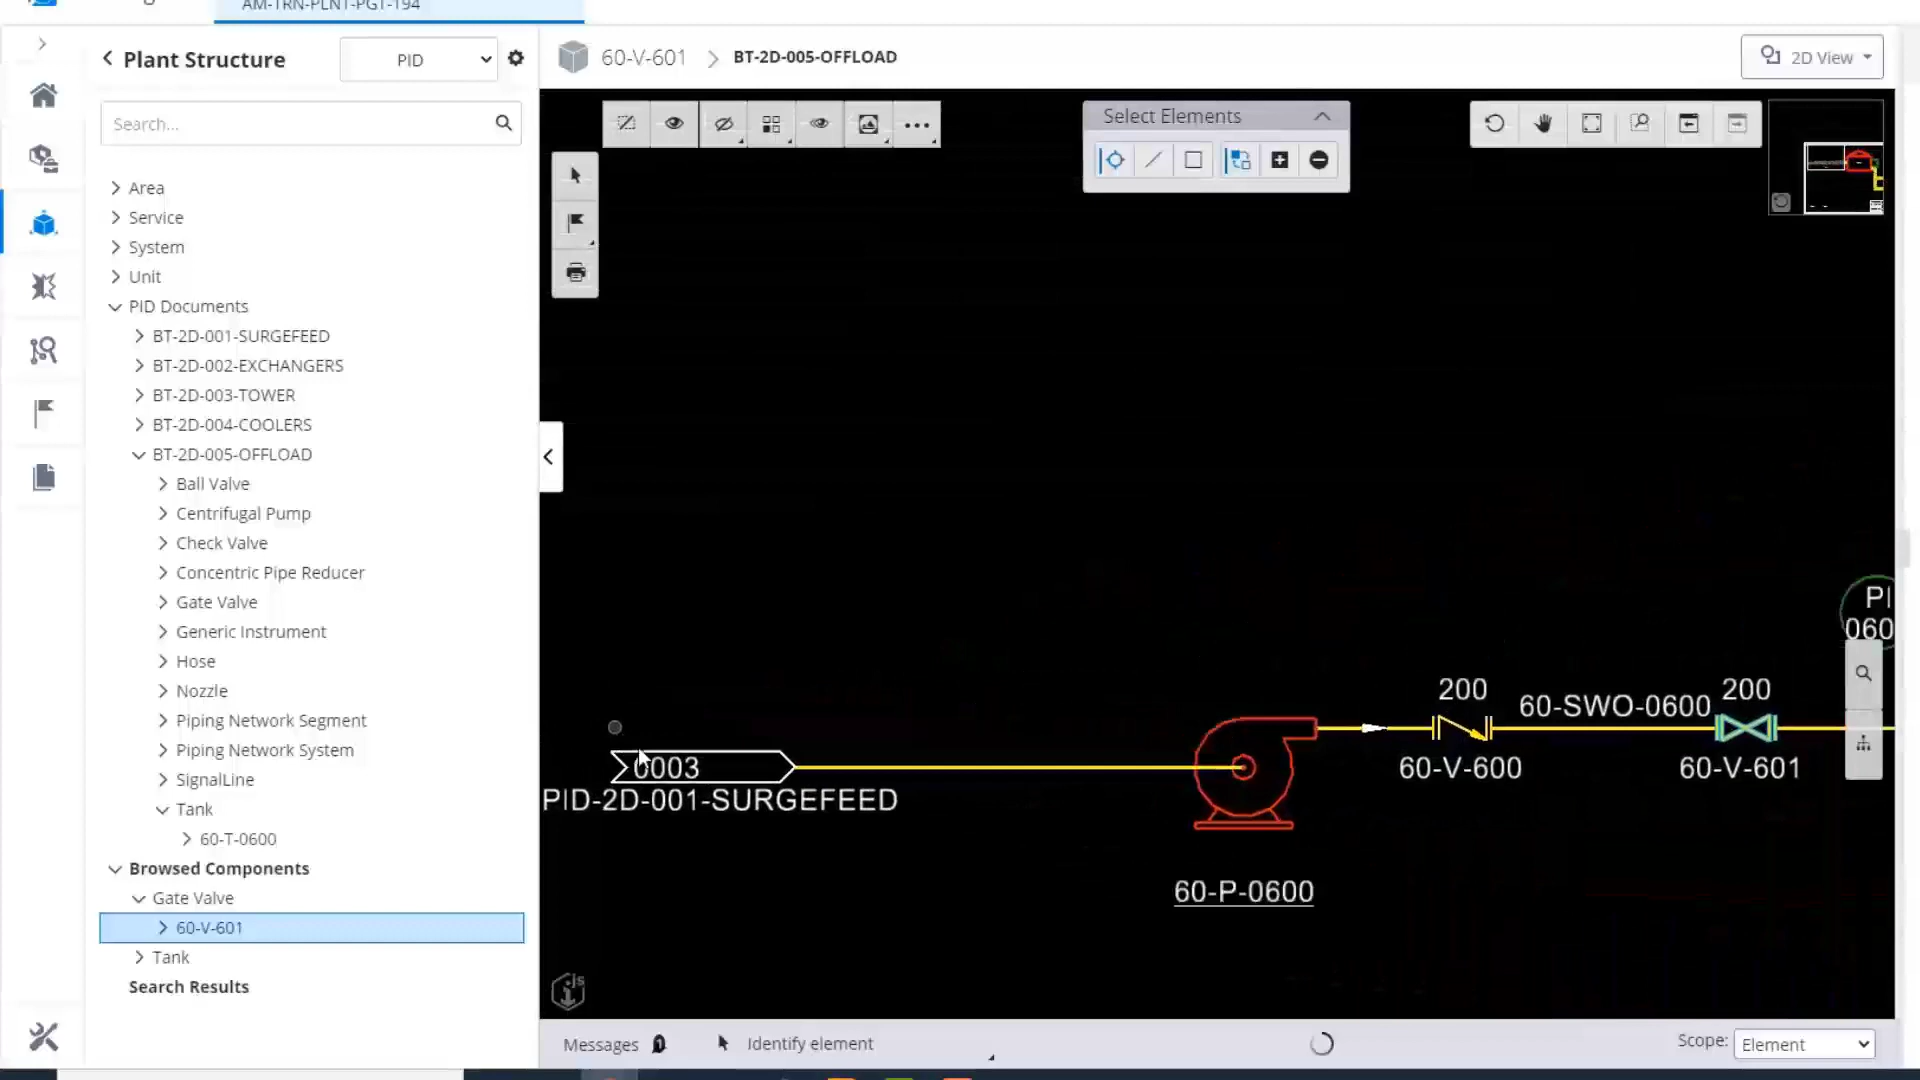 AM-TRN-PLNT-PGT-194
Plant Structure
PID
60-V-601
BT-2D-005-OFFLOAD
2D View
Search...
Select Elements
Area
Service
System
Unit
PID Documents
BT-2D-001-SURGEFEED
BT-2D-002-EXCHANGERS
BT-2D-003-TOWER
BT-2D-004-COOLERS
BT-2D-005-OFFLOAD
Ball Valve
Centrifugal Pump
Check Valve
Concentric Pipe Reducer
Gate Valve
Generic Instrument
Hose
Nozzle
Piping Network Segment
Piping Network System
SignalLine
Tank
60-T-0600
Browsed Components
Gate Valve
60-V-601
Tank
Search Results
PI
060
200
60-SWO-0600
200
0003
60-V-600
60-V-601
PID-2D-001-SURGEFEED
60-P-0600
Messages
Identify element
Scope:
Element